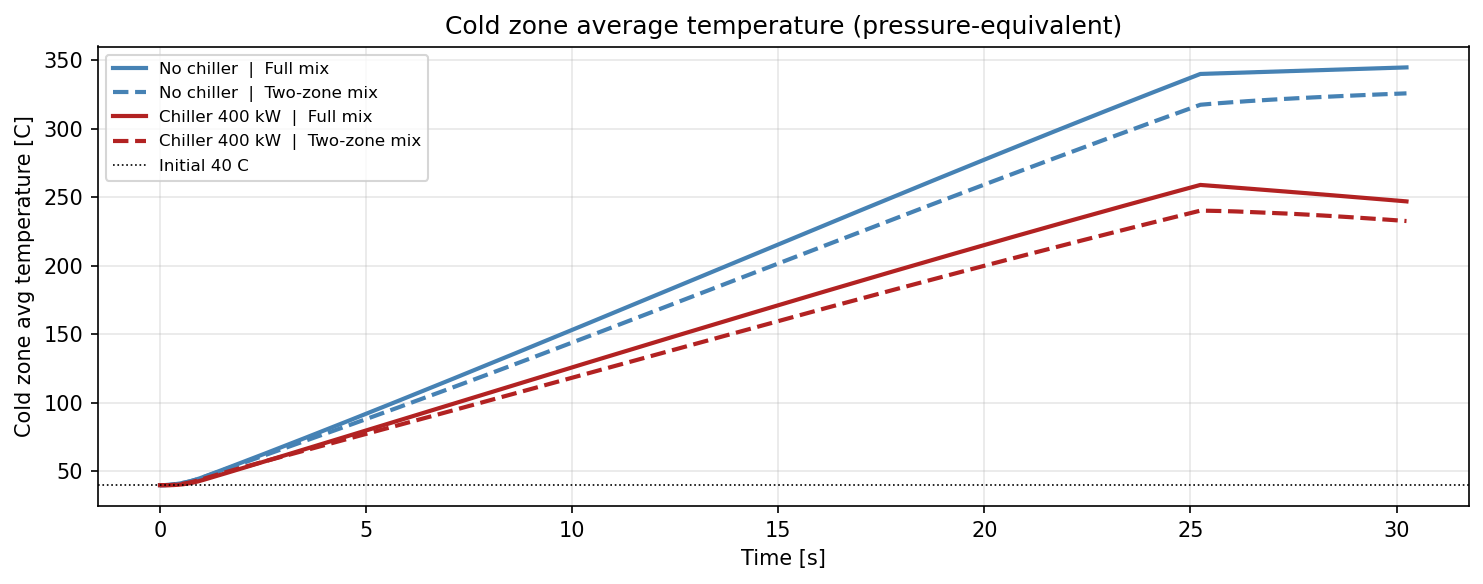 Cold zone average temperature (pressure-equivalent)
Cold zone avg temperature [C]
350
300
250
200
150
100
50
No chiller | Full mix
No chiller | Two-zone mix
Chiller 400 kW | Full mix
Chiller 400 kW | Two-zone mix
Initial 40 C
0 5 10 15 20 25 30
Time [s]